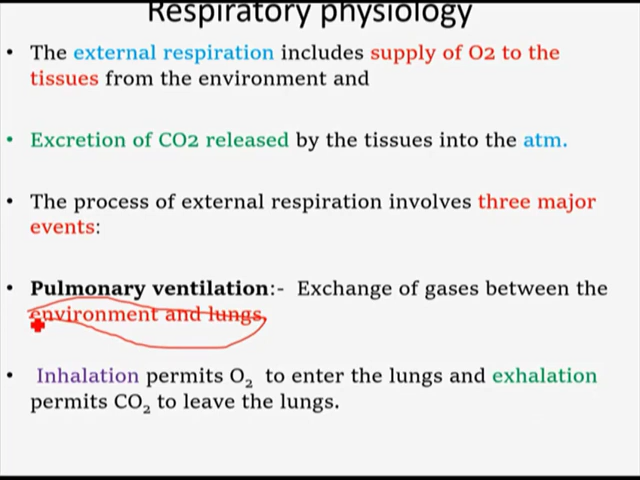 Respiratory physiology
• The external respiration includes supply of O2 to the
tissues from the environment and
• Excretion of CO2 released by the tissues into the atm.
• The process of external respiration involves three major
events:
• Pulmonary ventilation:- Exchange of gases between the
environment and lungs,
• Inhalation permits O₂ to enter the lungs and exhalation
permits CO₂ to leave the lungs.